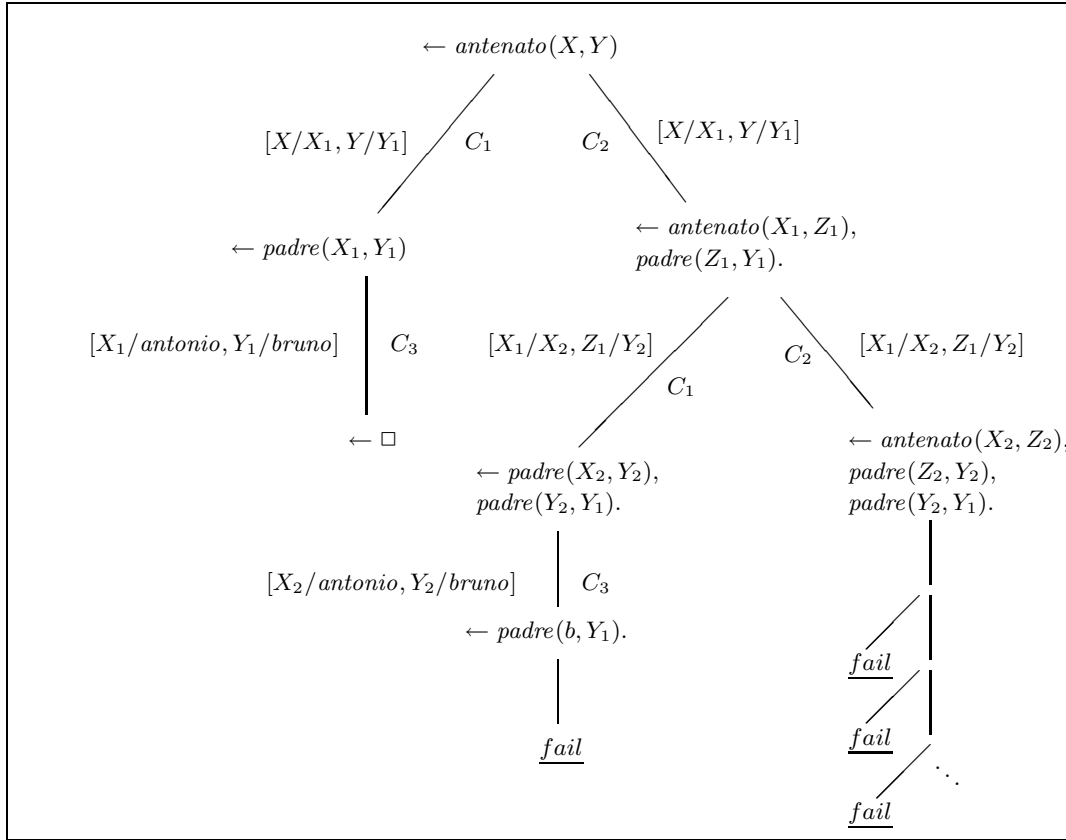 ← antenato(X, Y)
[X/X₁, Y/Y₁]
C₁
C₂
[X/X₁, Y/Y₁]
← padre(X₁, Y₁)
← antenato(X₁, Z₁),
padre(Z₁, Y₁).
[X₁/antonio, Y₁/bruno]
C₃
[X₁/X₂, Z₁/Y₂]
C₁
C₂
[X₁/X₂, Z₁/Y₂]
← □
← padre(X₂, Y₂),
padre(Y₂, Y₁).
← antenato(X₂, Z₂),
padre(Z₂, Y₂),
padre(Y₂, Y₁).
[X₂/antonio, Y₂/bruno]
C₃
← padre(b, Y₁).
fail
fail
fail
fail